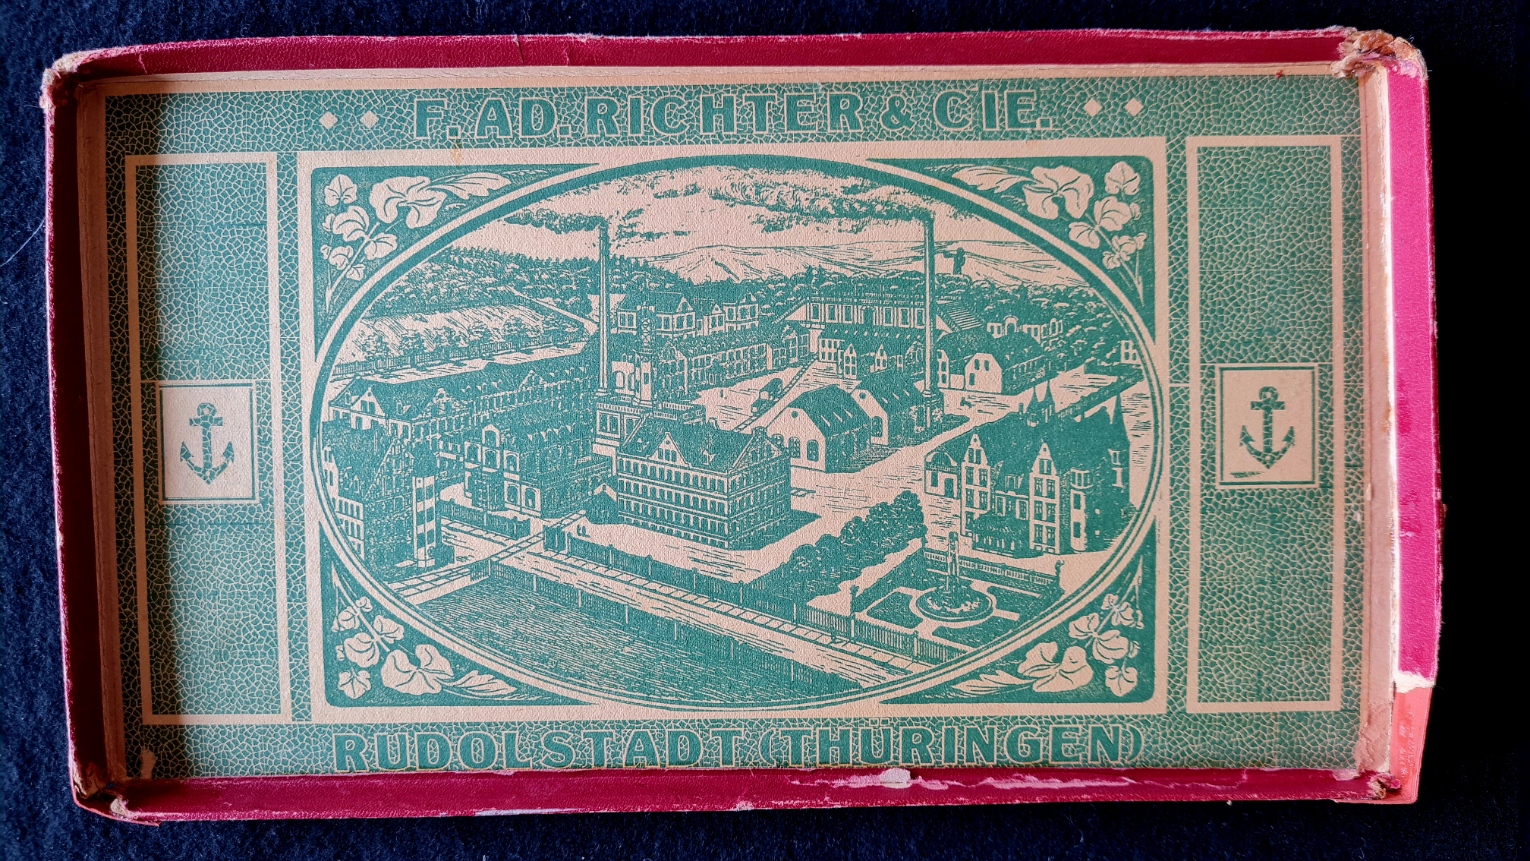 F. AD. RICHTER & CIE.
RUDOLSTADT (THÜRINGEN)